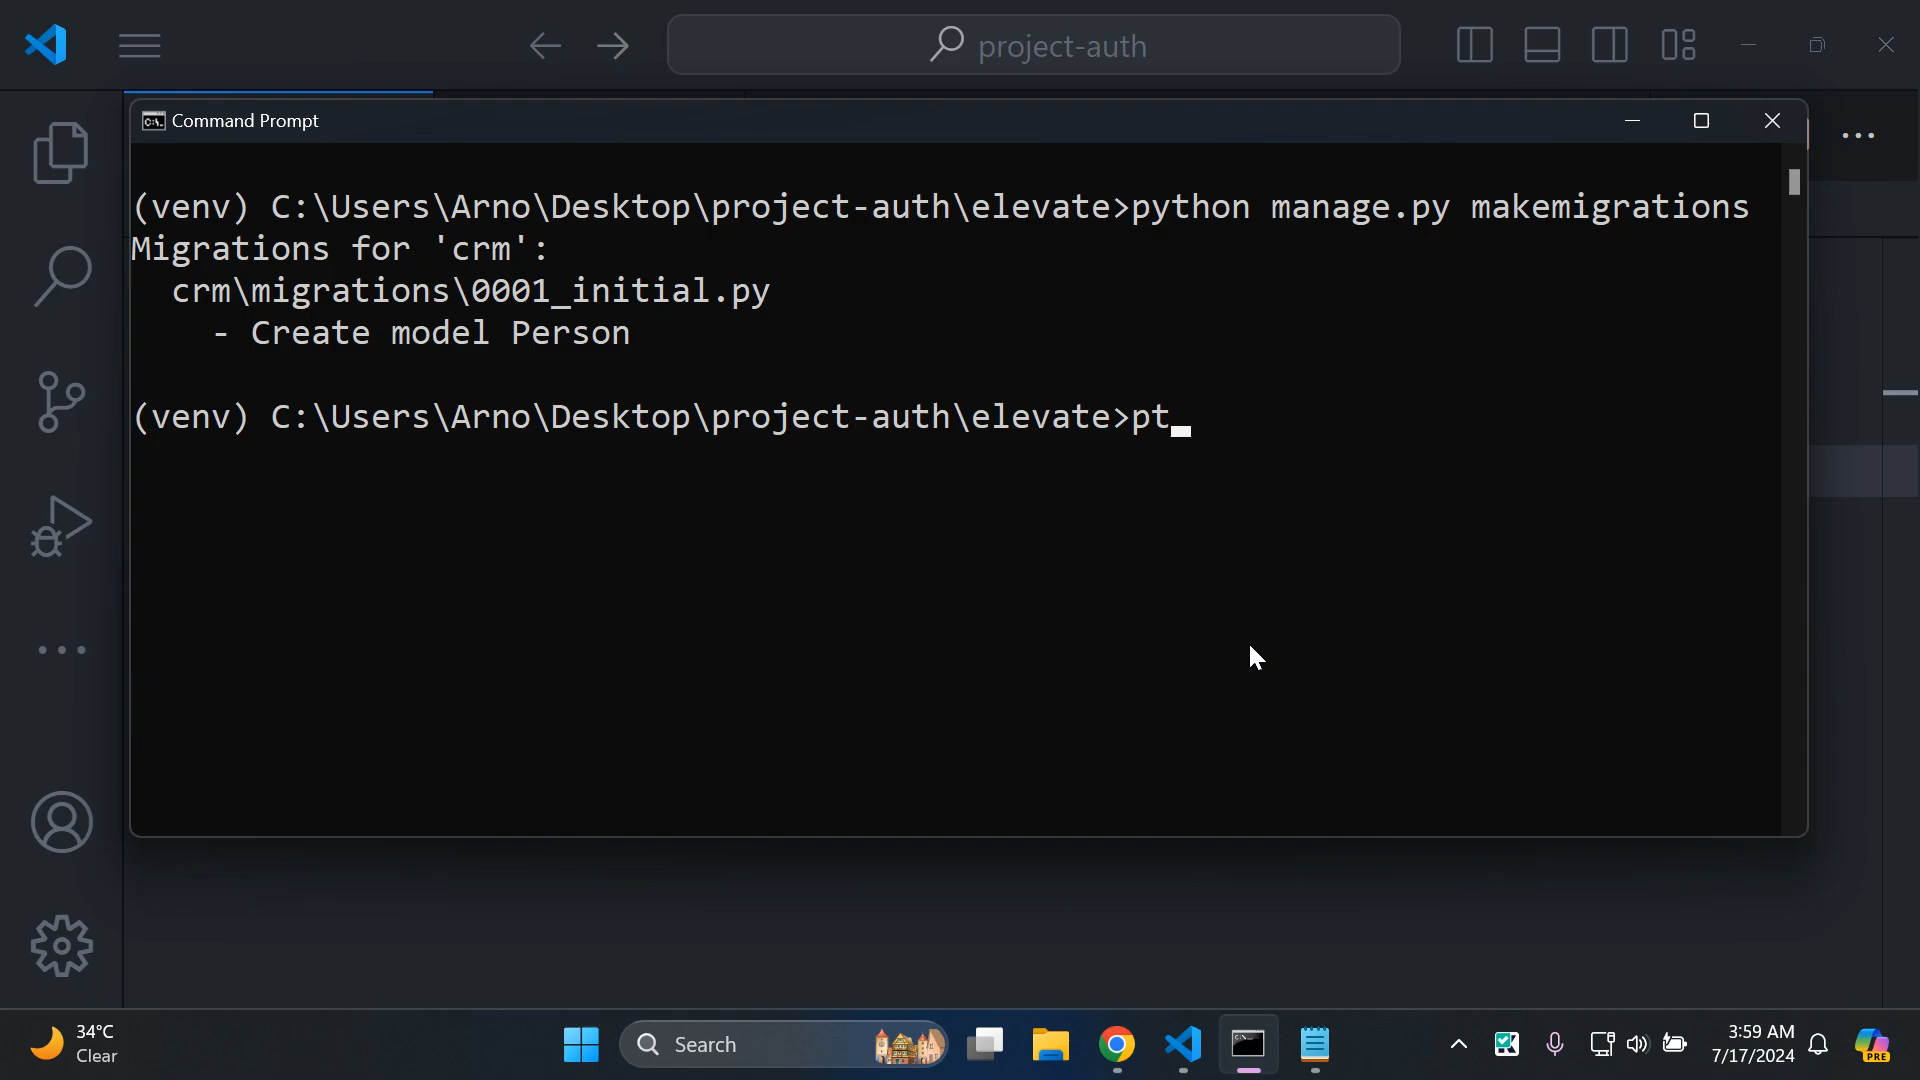 project-auth
Command Prompt
(venv) C:\Users\Arno\Desktop\project-auth\elevate>python manage.py makemigrations
Migrations for 'crm':
  crm\migrations\0001_initial.py
    - Create model Person
(venv) C:\Users\Arno\Desktop\project-auth\elevate>pt
34°C
Clear
Search
3:59 AM
7/17/2024
PRE